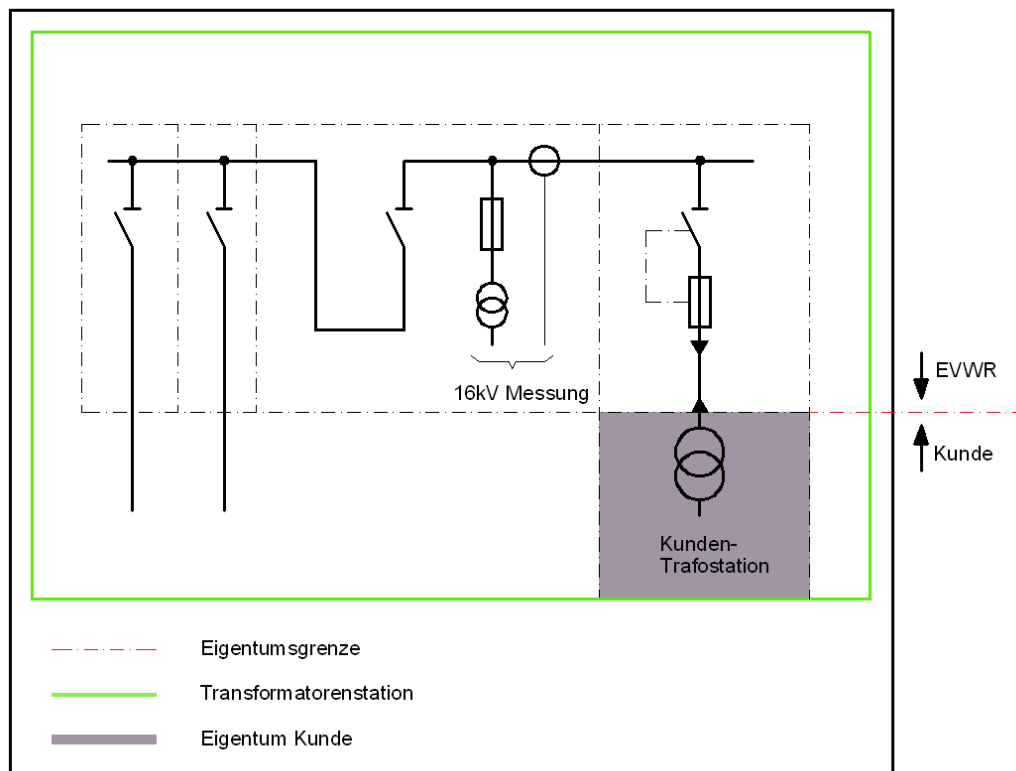 16kV Messung
EVWR
Kunde
Kunden-
Trafostation
Eigentumsgrenze
Transformatorenstation
Eigentum Kunde